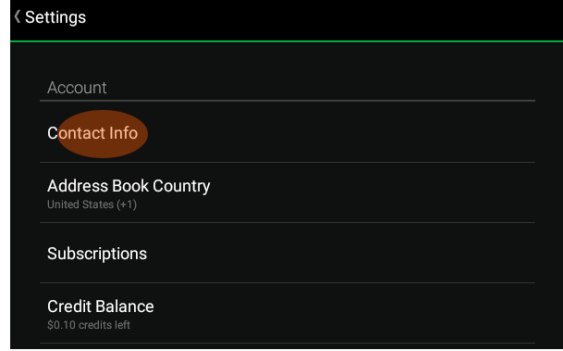 Settings
Account
Contact Info
Address Book Country
United States (+1)
Subscriptions
Credit Balance
$0.10 credits left